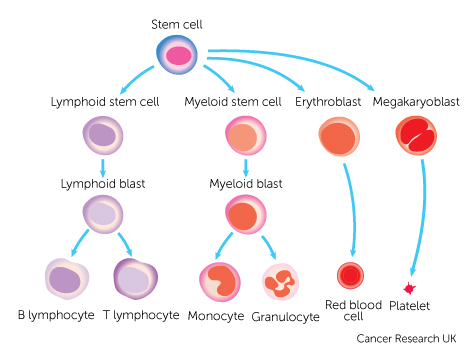 Stem cell
Lymphoid stem cell
Myeloid stem cell
Erythroblast
Megakaryoblast
Lymphoid blast
Myeloid blast
B lymphocyte
T lymphocyte
Monocyte
Granulocyte
Red blood
cell
Platelet
Cancer Research UK